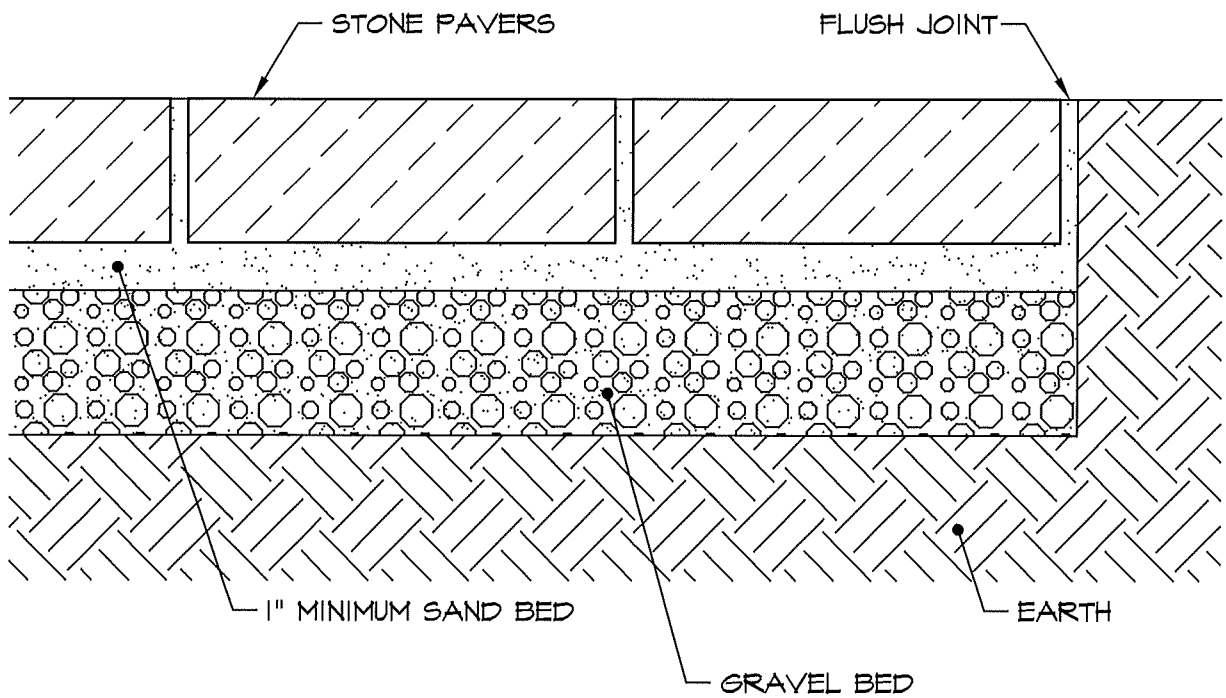 STONE PAVERS
FLUSH JOINT
1" MINIMUM SAND BED
EARTH
GRAVEL BED